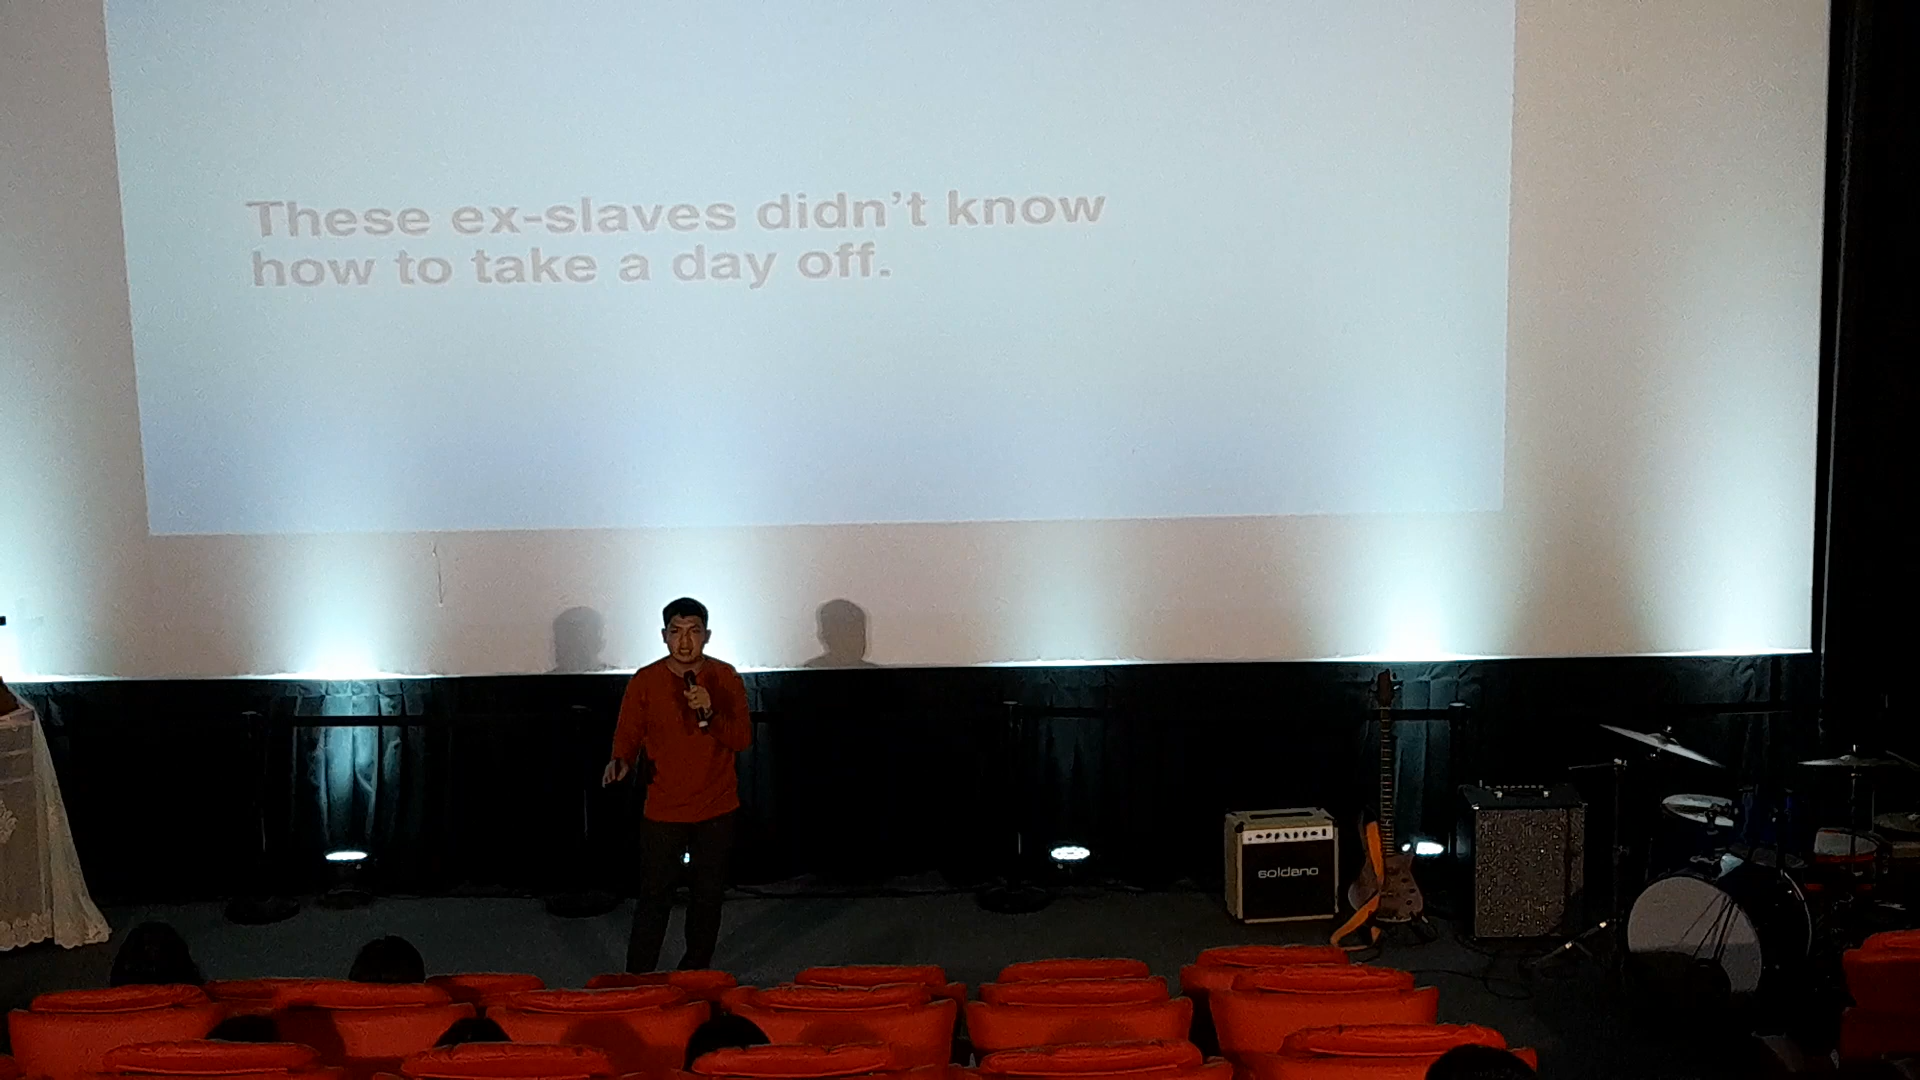 These ex-slaves didn’t know
how to take a day off.
soldano